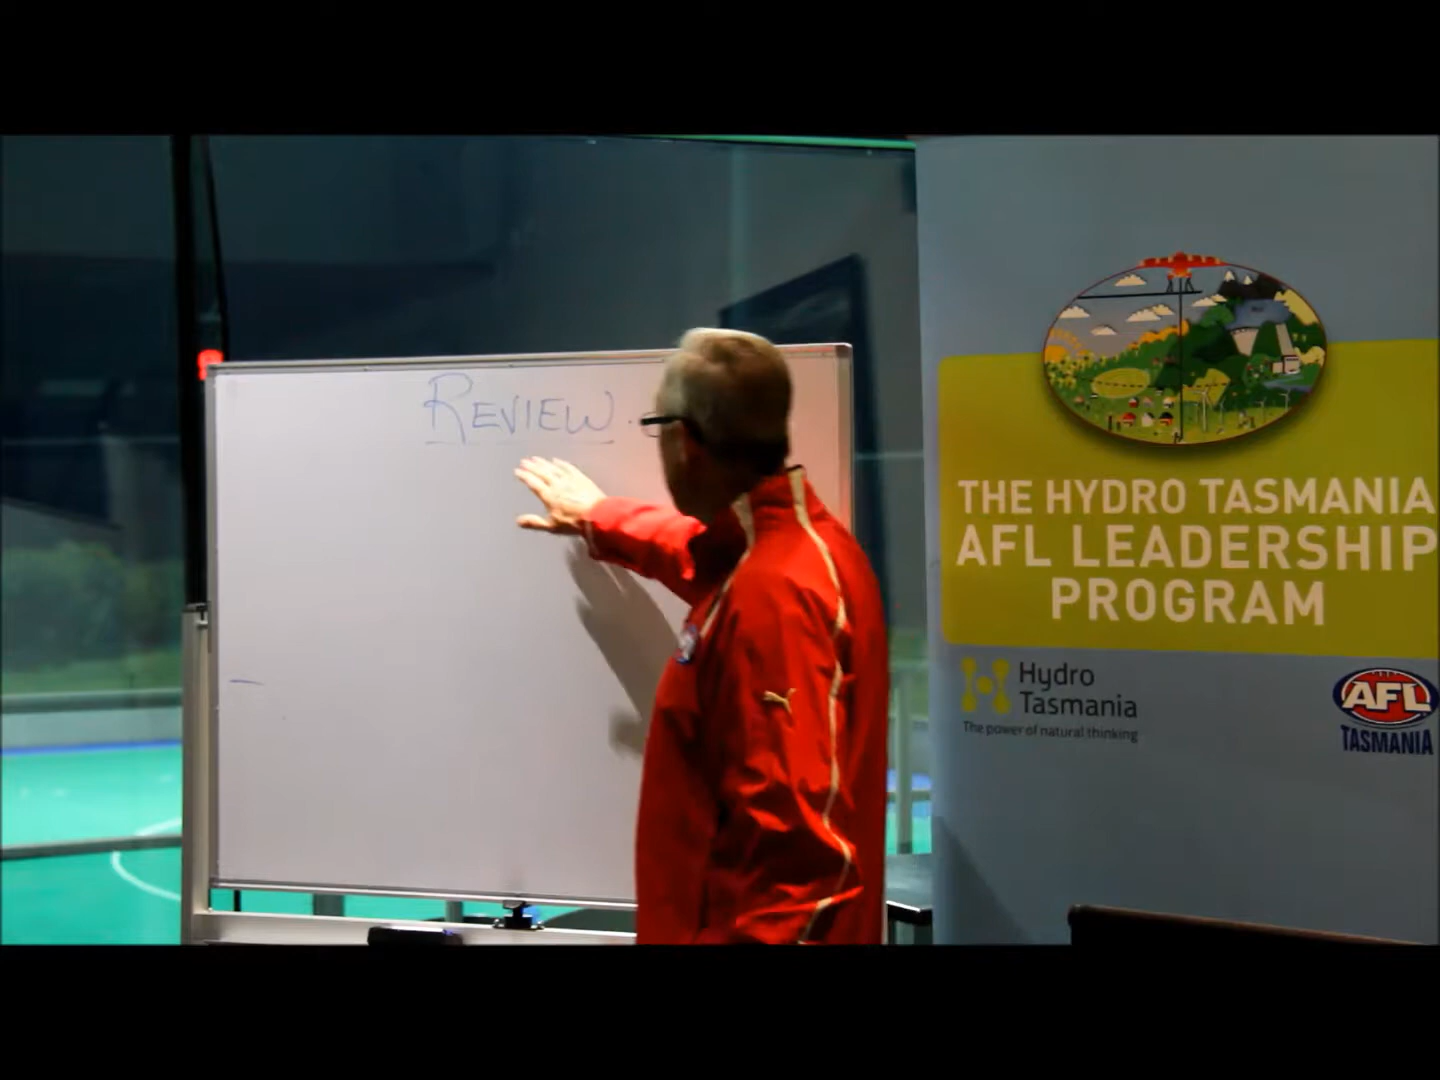 REVIEW.
THE HYDRO TASMANIA
AFL LEADERSHIP
PROGRAM
Hydro
Tasmania
The power of natural thinking
AFL
TASMANIA